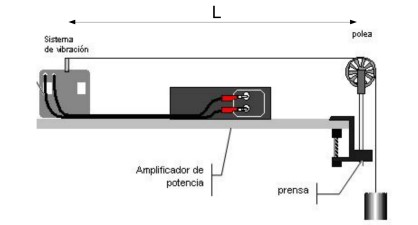 L
Sistema
de vibración
polea
Amplificador de
potencia
prensa